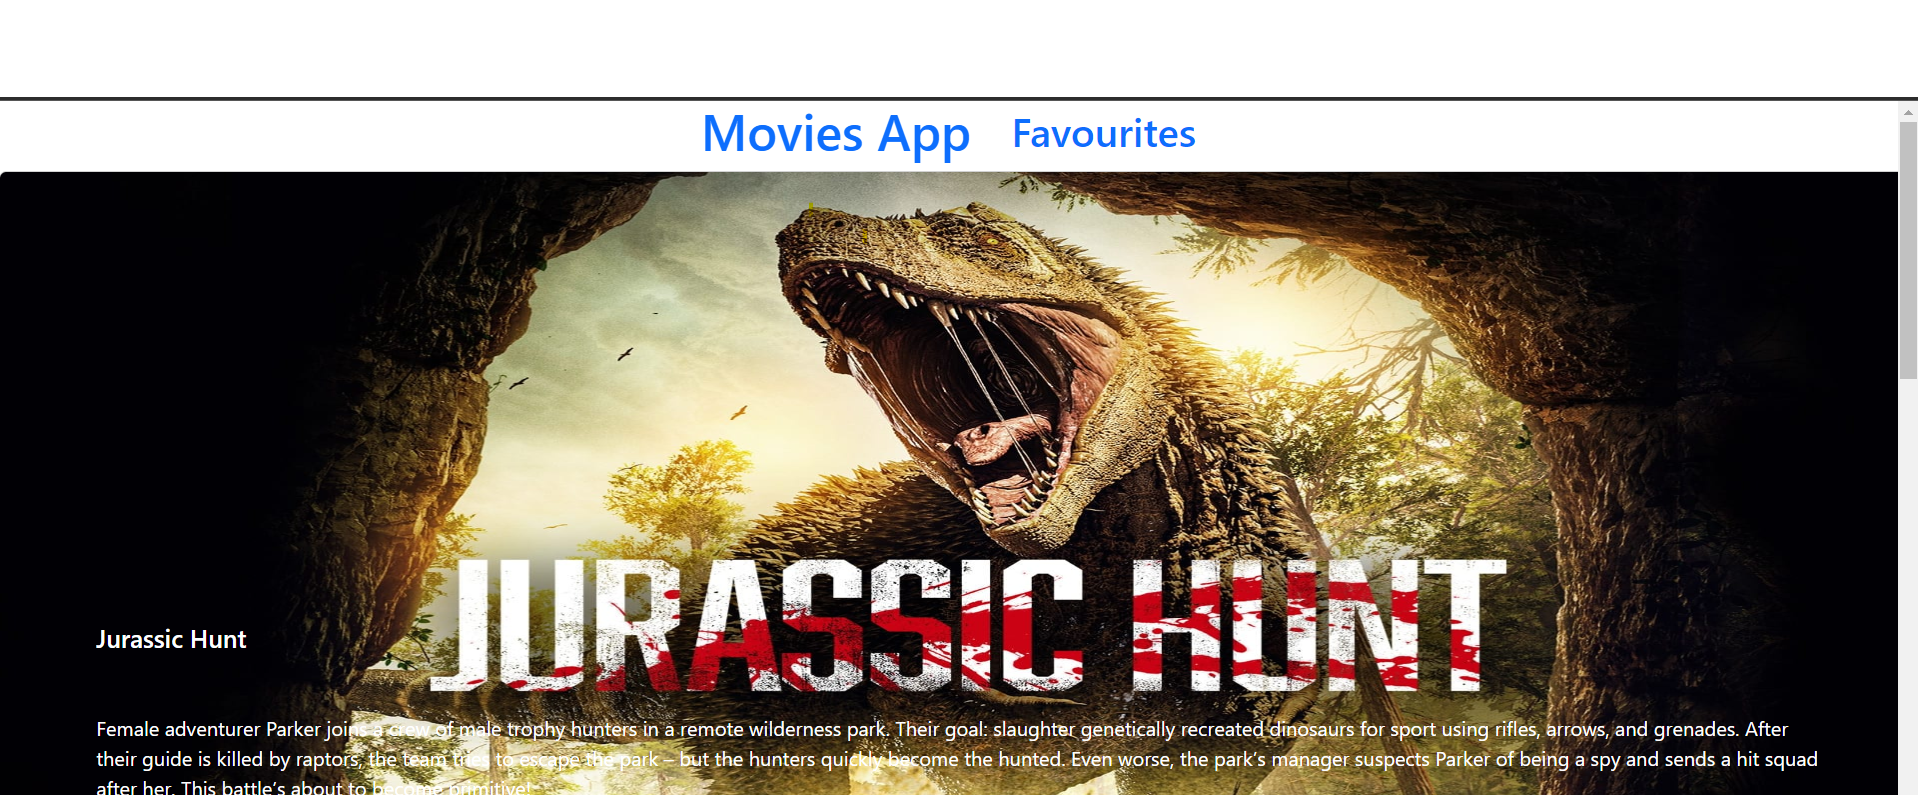 Movies App Favourites
JURASSIC HUNT
Jurassic Hunt
Female adventurer Parker joins a crew of male trophy hunters in a remote wilderness park. Their goal: slaughter genetically recreated dinosaurs for sport using rifles, arrows, and grenades. After
their guide is killed by raptors, the team tries to escape the park – but the hunters quickly become the hunted. Even worse, the park’s manager suspects Parker of being a spy and sends a hit squad
after her. This battle’s about to become primitive!